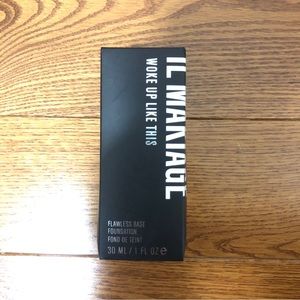 IL MAKIAGE
WOKE UP LIKE THIS
FLAWLESS BASE
FOUNDATION
FOND DE TEINT
30 ML / 1 FL OZ ℮